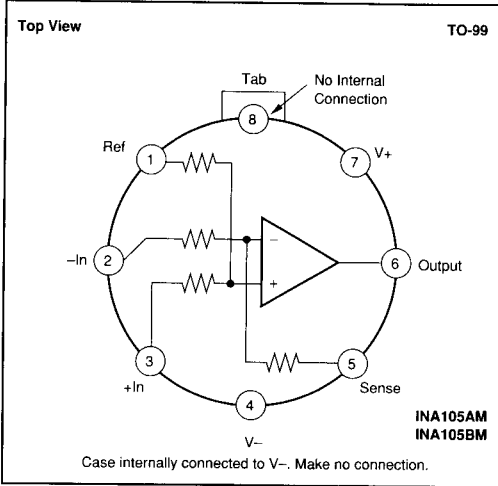 Top View
TO-99
Tab
No Internal
Connection
8
Ref
1
7
V+
–In
2
–
+
6
Output
3
+In
5
Sense
4
V–
INA105AM
INA105BM
Case internally connected to V–. Make no connection.